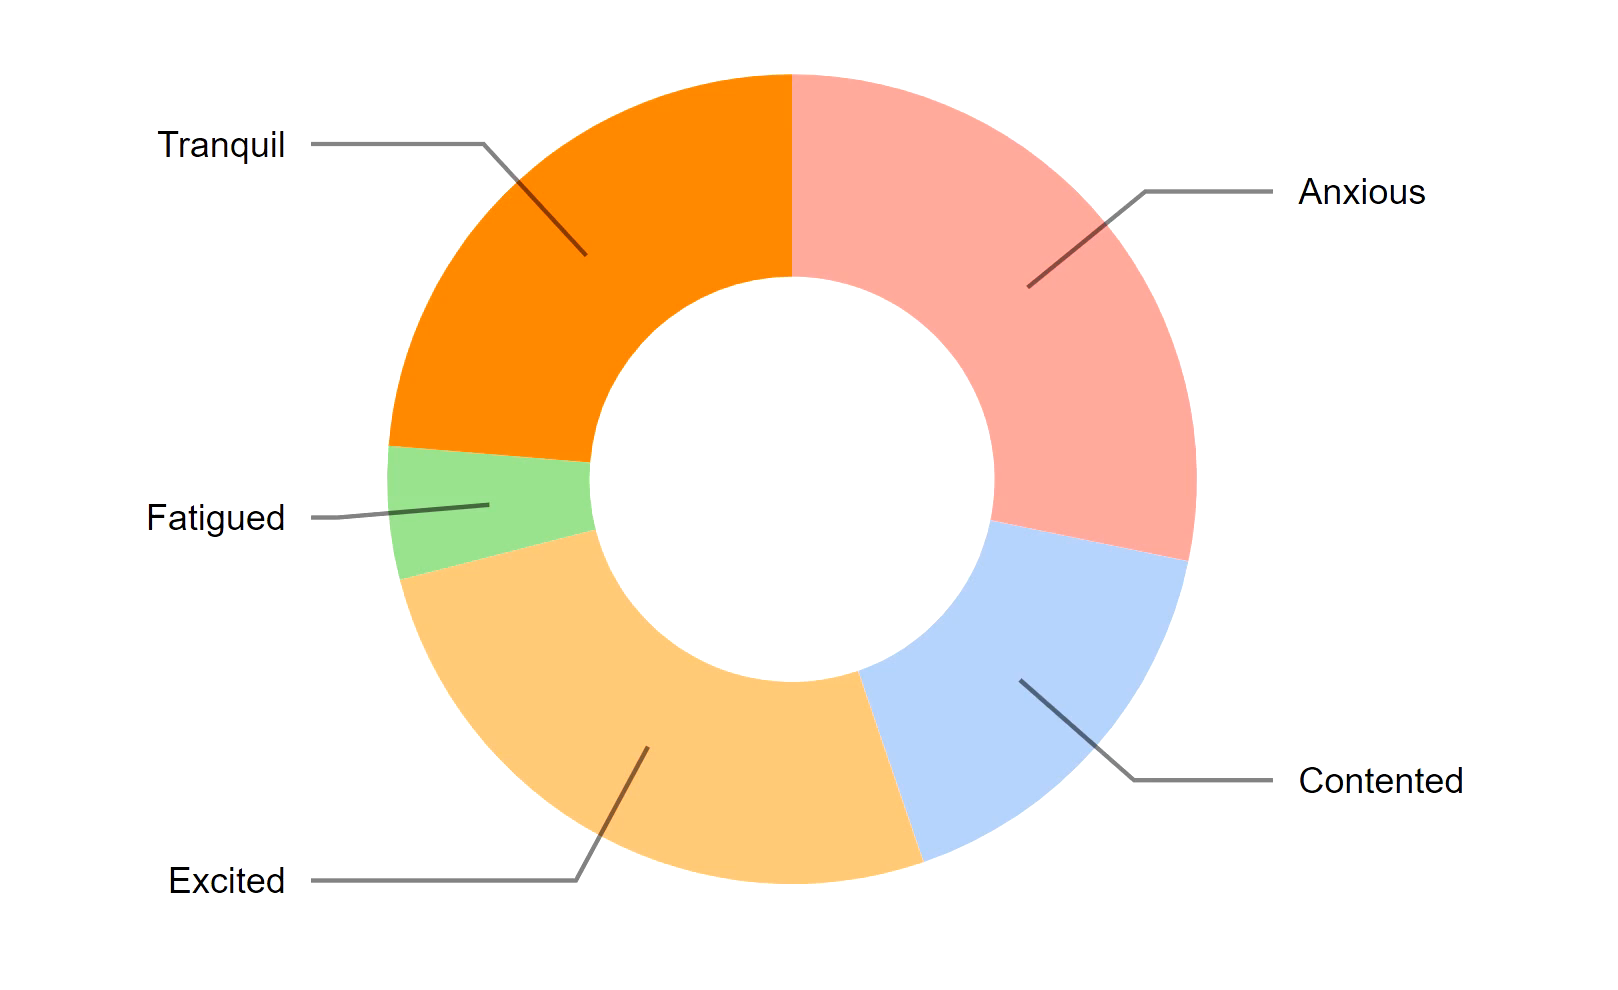 Tranquil
Anxious
Fatigued
Contented
Excited